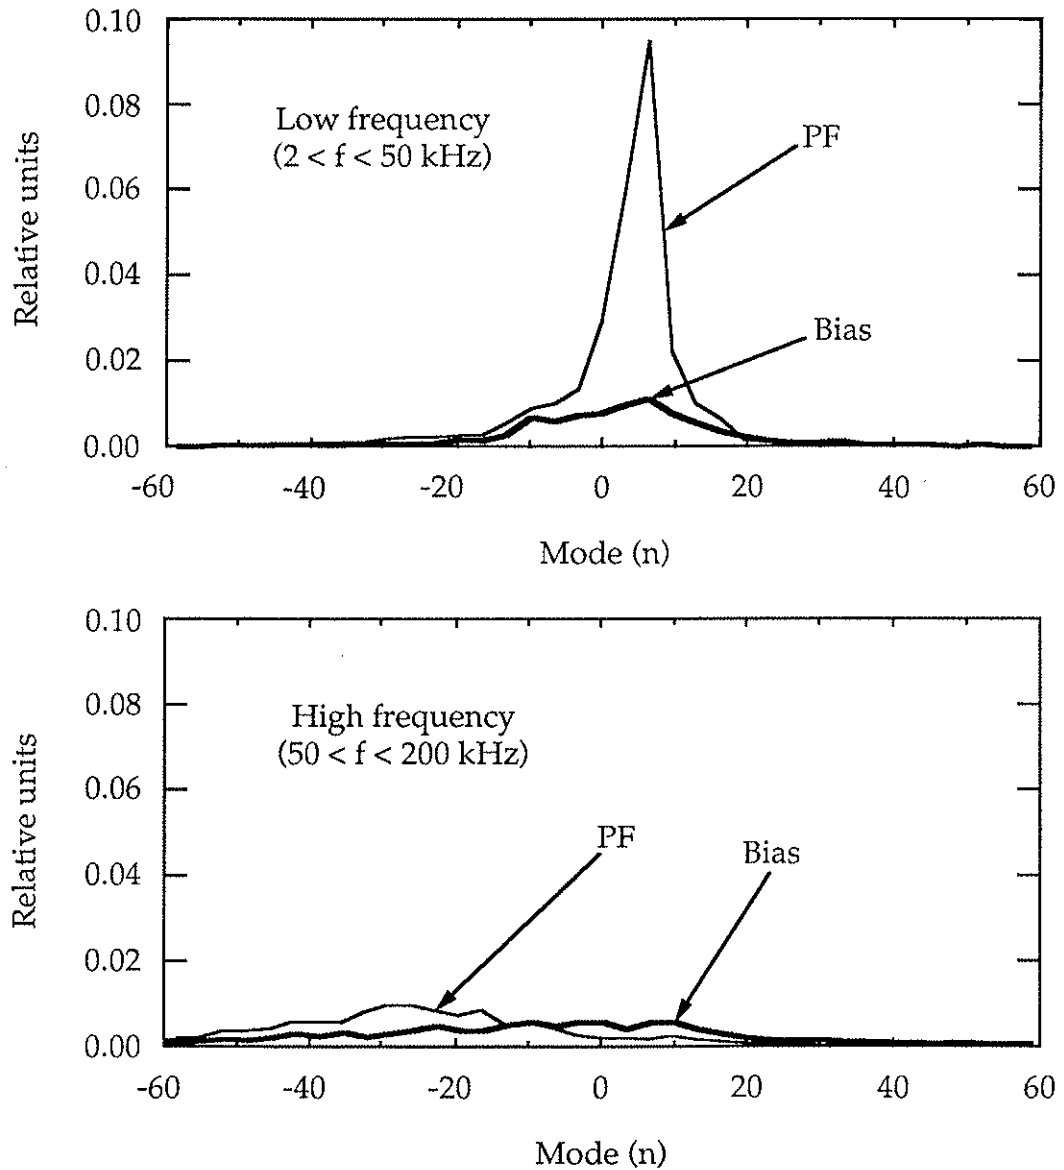 0.10
0.08
0.06
0.04
0.02
0.00
Relative units
Low frequency
(2 < f < 50 kHz)
PF
Bias
-60 -40 -20 0 20 40 60
Mode (n)
0.10
0.08
0.06
0.04
0.02
0.00
Relative units
High frequency
(50 < f < 200 kHz)
PF
Bias
-60 -40 -20 0 20 40 60
Mode (n)